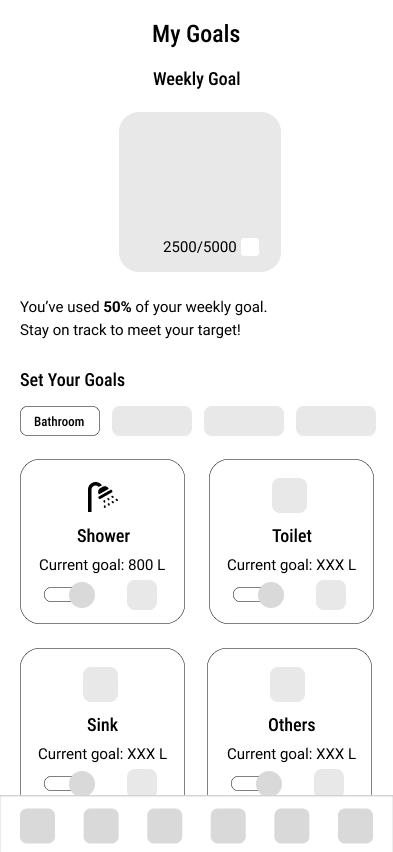 My Goals
Weekly Goal
2500/5000
You’ve used 50% of your weekly goal.
Stay on track to meet your target!
Set Your Goals
Bathroom
Shower
Current goal: 800 L
Toilet
Current goal: XXX L
Sink
Current goal: XXX L
Others
Current goal: XXX L